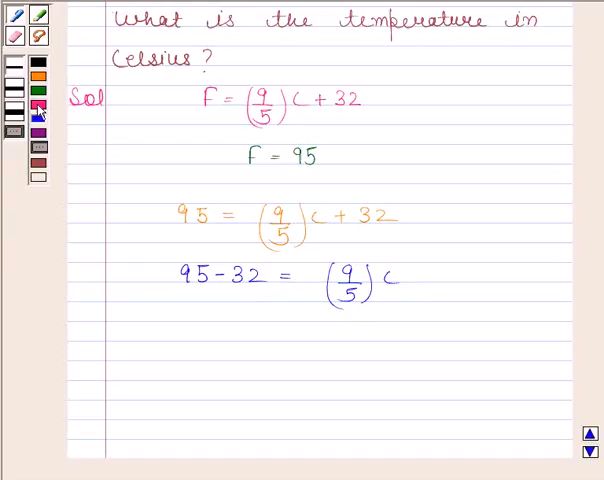 What is the temperature in
Celsius?
Sol F = (9/5) C + 32
F = 95
95 = (9/5) C + 32
95 - 32 = (9/5) C